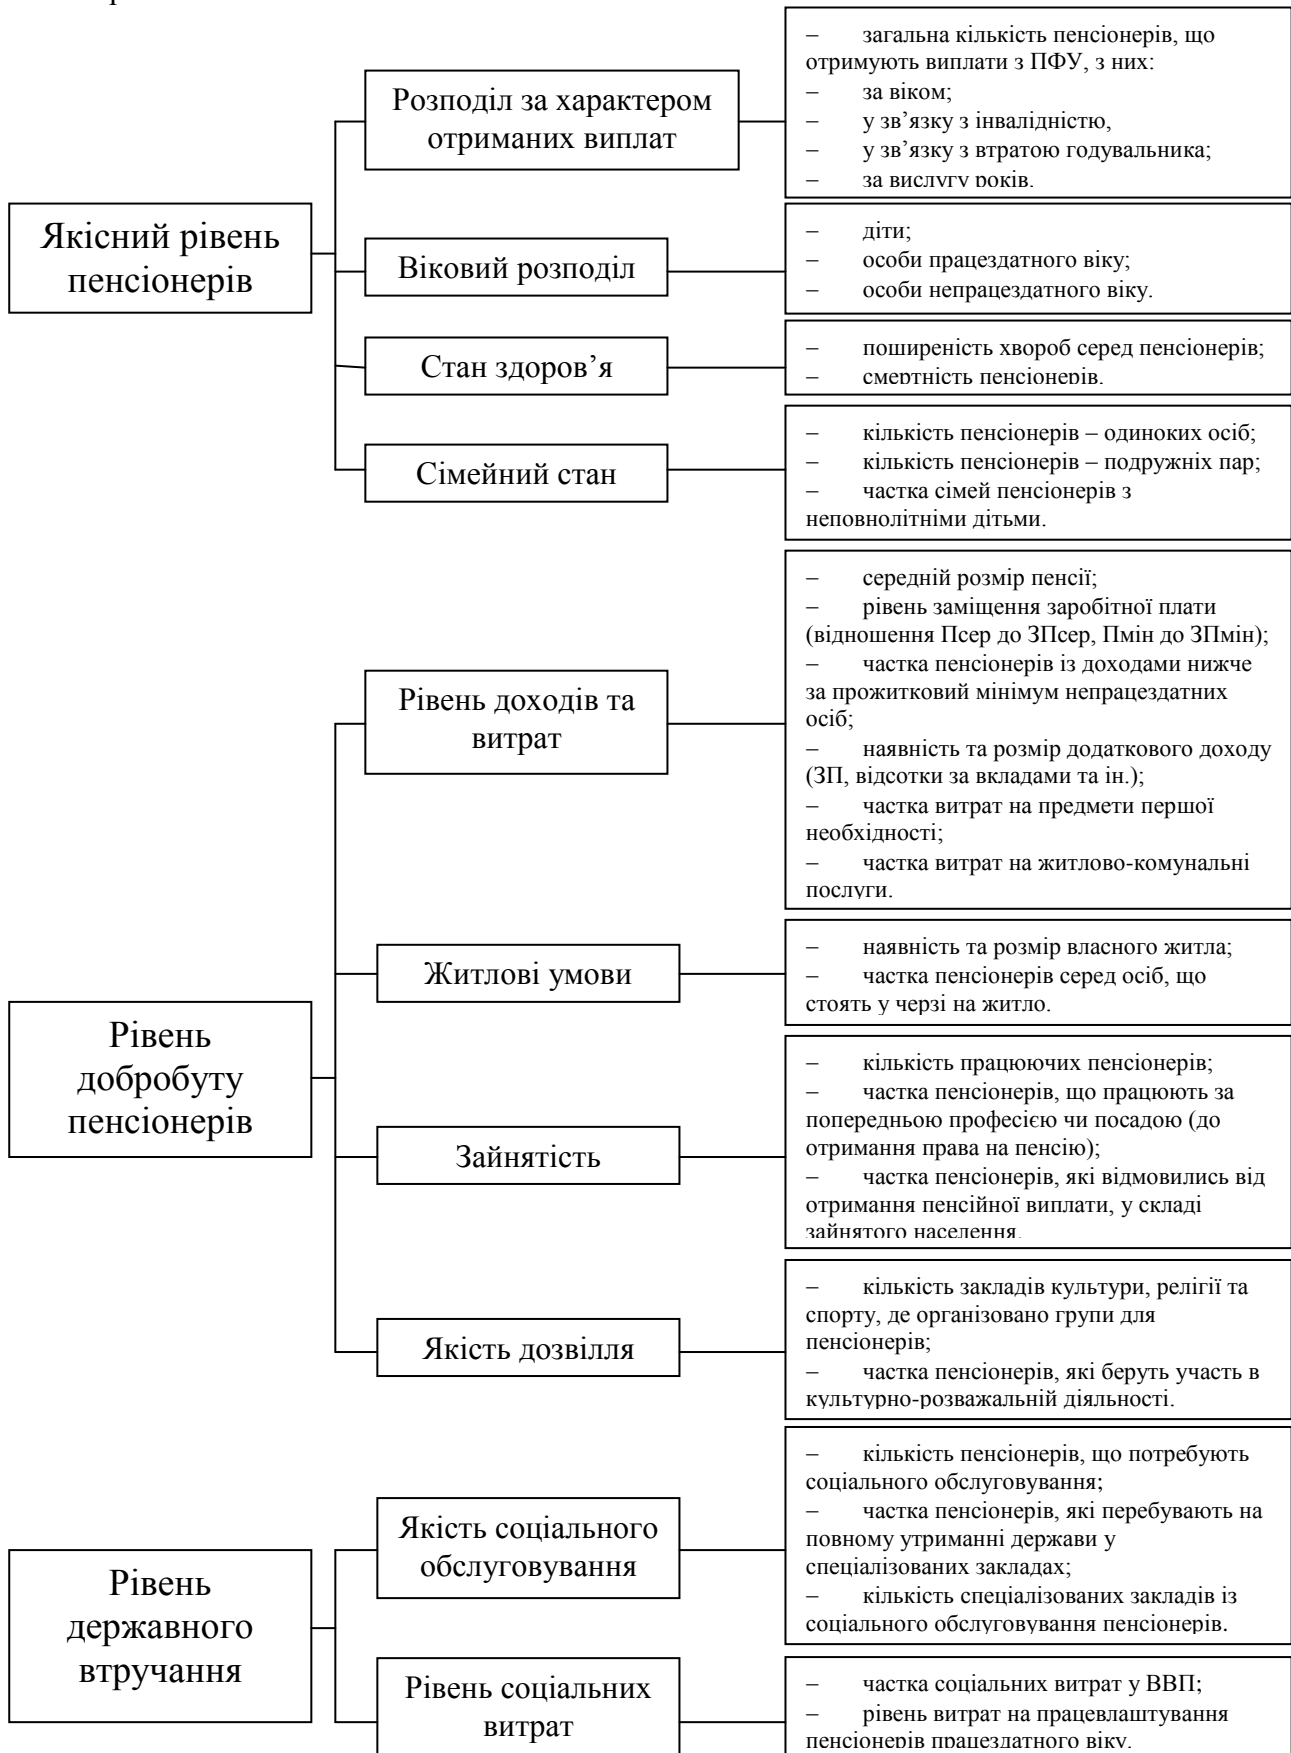 Якісний рівень
пенсіонерів
Розподіл за характером
отриманих виплат
– загальна кількість пенсіонерів, що
отримують виплати з ПФУ, з них:
– за віком;
– у зв’язку з інвалідністю,
– у зв’язку з втратою годувальника;
– за вислугу років.
Віковий розподіл
– діти;
– особи працездатного віку;
– особи непрацездатного віку.
Стан здоров’я
– поширеність хвороб серед пенсіонерів;
– смертність пенсіонерів.
Сімейний стан
– кількість пенсіонерів – одиноких осіб;
– кількість пенсіонерів – подружніх пар;
– частка сімей пенсіонерів з
неповнолітніми дітьми.
Рівень
добробуту
пенсіонерів
Рівень доходів та
витрат
– середній розмір пенсії;
– рівень заміщення заробітної плати
(відношення Псер до ЗПсер, Пмін до ЗПмін);
– частка пенсіонерів із доходами нижче
за прожитковий мінімум непрацездатних
осіб;
– наявність та розмір додаткового доходу
(ЗП, відсотки за вкладами та ін.);
– частка витрат на предмети першої
необхідності;
– частка витрат на житлово-комунальні
послуги.
Житлові умови
– наявність та розмір власного житла;
– частка пенсіонерів серед осіб, що
стоять у черзі на житло.
Зайнятість
– кількість працюючих пенсіонерів;
– частка пенсіонерів, що працюють за
попередньою професією чи посадою (до
отримання права на пенсію);
– частка пенсіонерів, які відмовились від
отримання пенсійної виплати, у складі
зайнятого населення.
Якість дозвілля
– кількість закладів культури, релігії та
спорту, де організовано групи для
пенсіонерів;
– частка пенсіонерів, які беруть участь в
культурно-розважальній діяльності.
Рівень
державного
втручання
Якість соціального
обслуговування
– кількість пенсіонерів, що потребують
соціального обслуговування;
– частка пенсіонерів, які перебувають на
повному утриманні держави у
спеціалізованих закладах;
– кількість спеціалізованих закладів із
соціального обслуговування пенсіонерів.
Рівень соціальних
витрат
– частка соціальних витрат у ВВП;
– рівень витрат на працевлаштування
пенсіонерів працездатного віку.